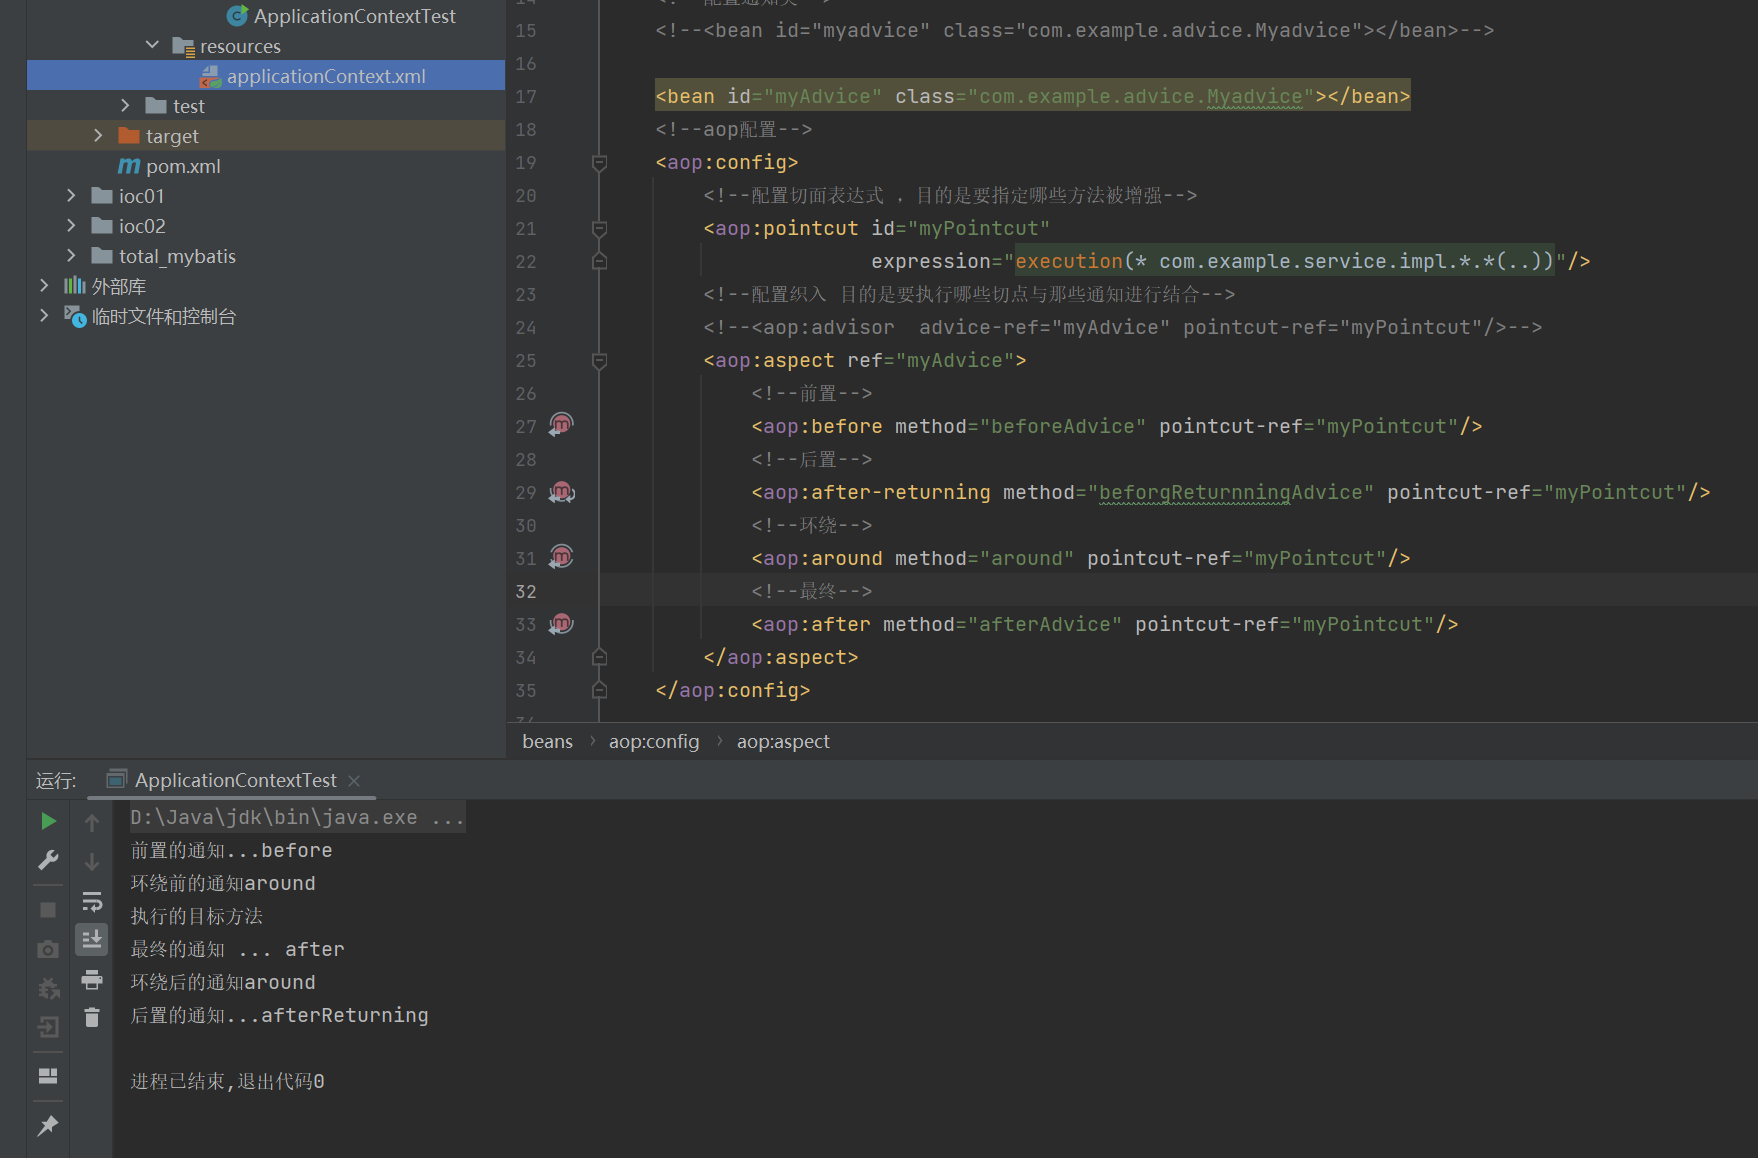 ApplicationContextTest
resources
applicationContext.xml
test
target
pom.xml
ioc01
ioc02
total_mybatis
外部库
临时文件和控制台
15 <!--<bean id="myadvice" class="com.example.advice.Myadvice"></bean>-->
16
17 <bean id="myAdvice" class="com.example.advice.Myadvice"></bean>
18 <!--aop配置-->
19 <aop:config>
20 <!--配置切面表达式 ，目的是要指定哪些方法被增强-->
21 <aop:pointcut id="myPointcut"
22 expression="execution(* com.example.service.impl.*.*(..))"/>
23 <!--配置织入 目的是要执行哪些切点与那些通知进行结合-->
24 <!--<aop:advisor  advice-ref="myAdvice" pointcut-ref="myPointcut"/>-->
25 <aop:aspect ref="myAdvice">
26 <!--前置-->
27 <aop:before method="beforeAdvice" pointcut-ref="myPointcut"/>
28 <!--后置-->
29 <aop:after-returning method="beforgReturnningAdvice" pointcut-ref="myPointcut"/>
30 <!--环绕-->
31 <aop:around method="around" pointcut-ref="myPointcut"/>
32 <!--最终-->
33 <aop:after method="afterAdvice" pointcut-ref="myPointcut"/>
34 </aop:aspect>
35 </aop:config>
beans › aop:config › aop:aspect
运行: ApplicationContextTest
D:\Java\jdk\bin\java.exe ...
前置的通知...before
环绕前的通知around
执行的目标方法
最终的通知 ... after
环绕后的通知around
后置的通知...afterReturning
进程已结束,退出代码0